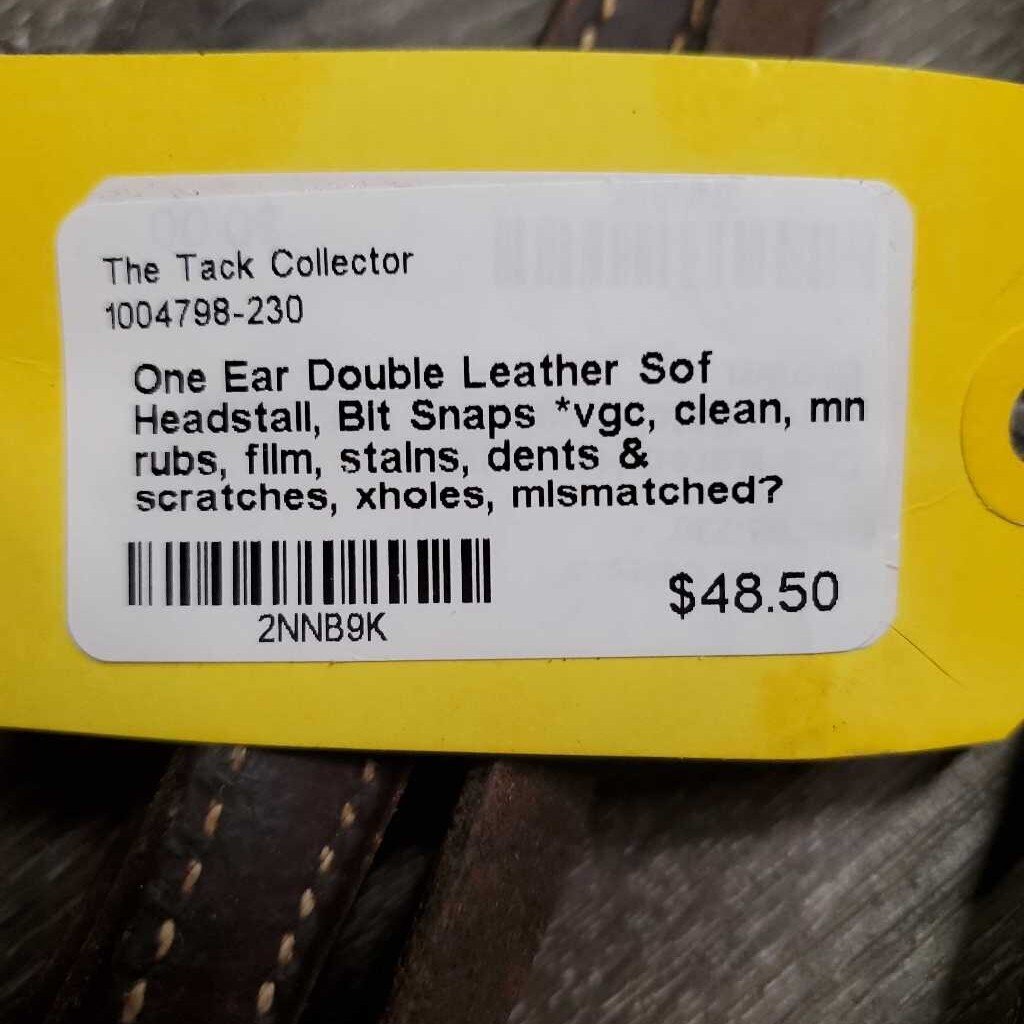 The Tack Collector
1004798-230
One Ear Double Leather Sof
Headstall, Bit Snaps *vgc, clean, mn
rubs, film, stains, dents &
scratches, xholes, mismatched?
2NNB9K
$48.50